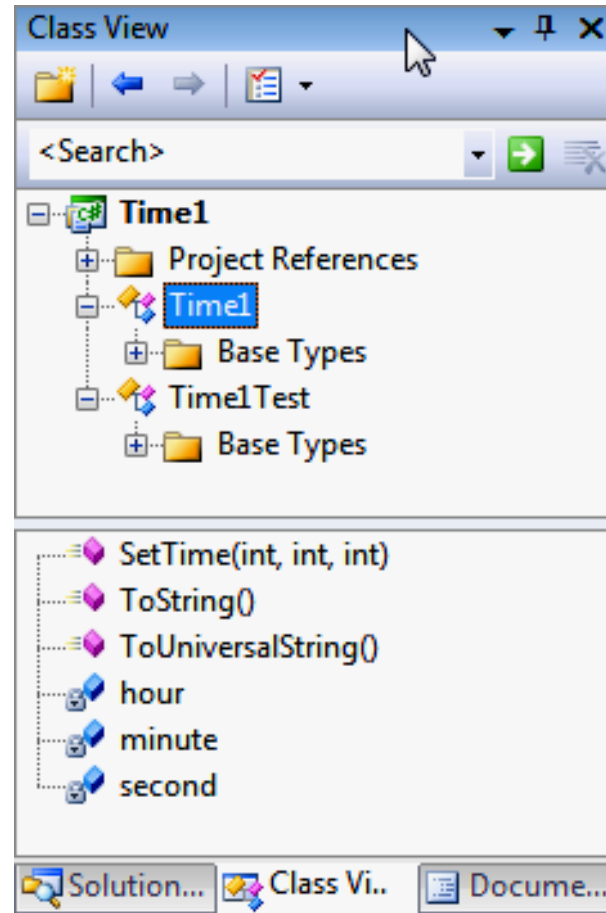 Class View
<Search>
Time1
Project References
Time1
Base Types
Time1Test
Base Types
SetTime(int, int, int)
ToString()
ToUniversalString()
hour
minute
second
Solution... Class Vi.. Docume...